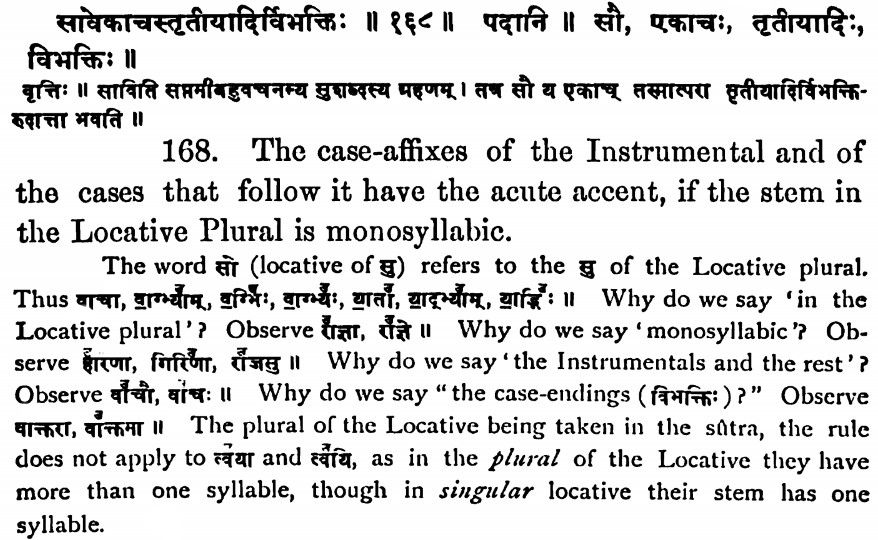 सावेकाचस्तृतीयादिर्विभक्तिः ॥ १६८ ॥ पदानि ॥ सौ, एकाचः, तृतीयादिः,
विभक्तिः ॥
वृत्तिः ॥ साविति सप्तमीबहुवचनस्य सुशब्दस्य ग्रहणम् । तत्र सौ य एकाच् तस्मात्परा तृतीयादिर्विभक्ति-
रुदात्ता भवति ॥
168. The case-affixes of the Instrumental and of
the cases that follow it have the acute accent, if the stem in
the Locative Plural is monosyllabic.
The word सौ (locative of सु) refers to the सु of the Locative plural.
Thus Why do we say 'in the
Locative plural'? Observe राज्ञा, राज्ञे ॥ Why do we say 'monosyllabic'? Ob-
serve राजसु ॥ Why do we say 'the Instrumentals and the rest'?
Observe वाचौ, वाचः ॥ Why do we say "the case-endings (विभक्तिः)?" Observe
The plural of the Locative being taken in the sûtra, the rule
does not apply to त्वया and त्वयि, as in the plural of the Locative they have
more than one syllable, though in singular locative their stem has one
syllable.